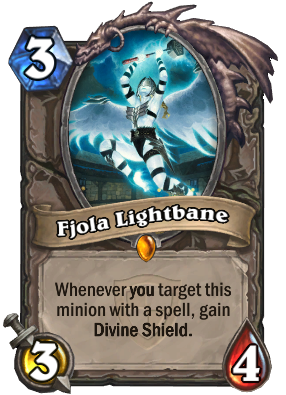 3
Fjola Lightbane
Whenever you target this
minion with a spell, gain
Divine Shield.
3
4